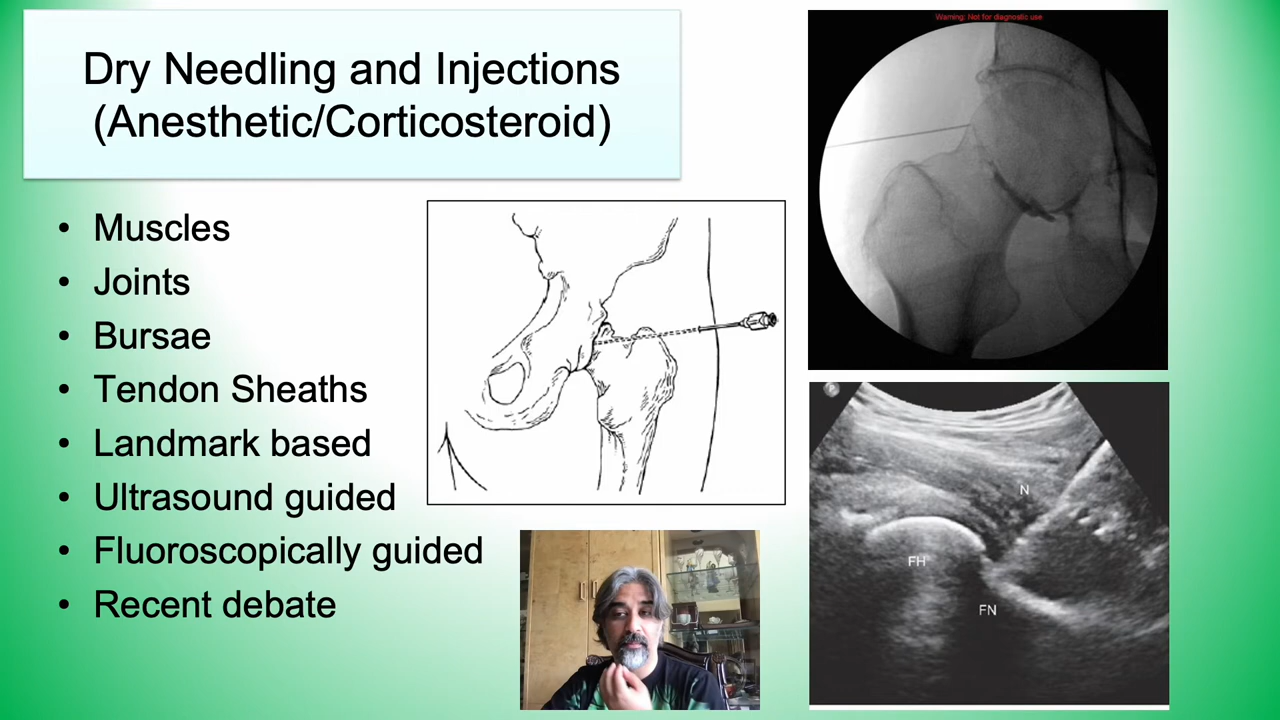 Dry Needling and Injections
(Anesthetic/Corticosteroid)
• Muscles
• Joints
• Bursae
• Tendon Sheaths
• Landmark based
• Ultrasound guided
• Fluoroscopically guided
• Recent debate
Warning: Not for diagnostic use
N
FH
FN